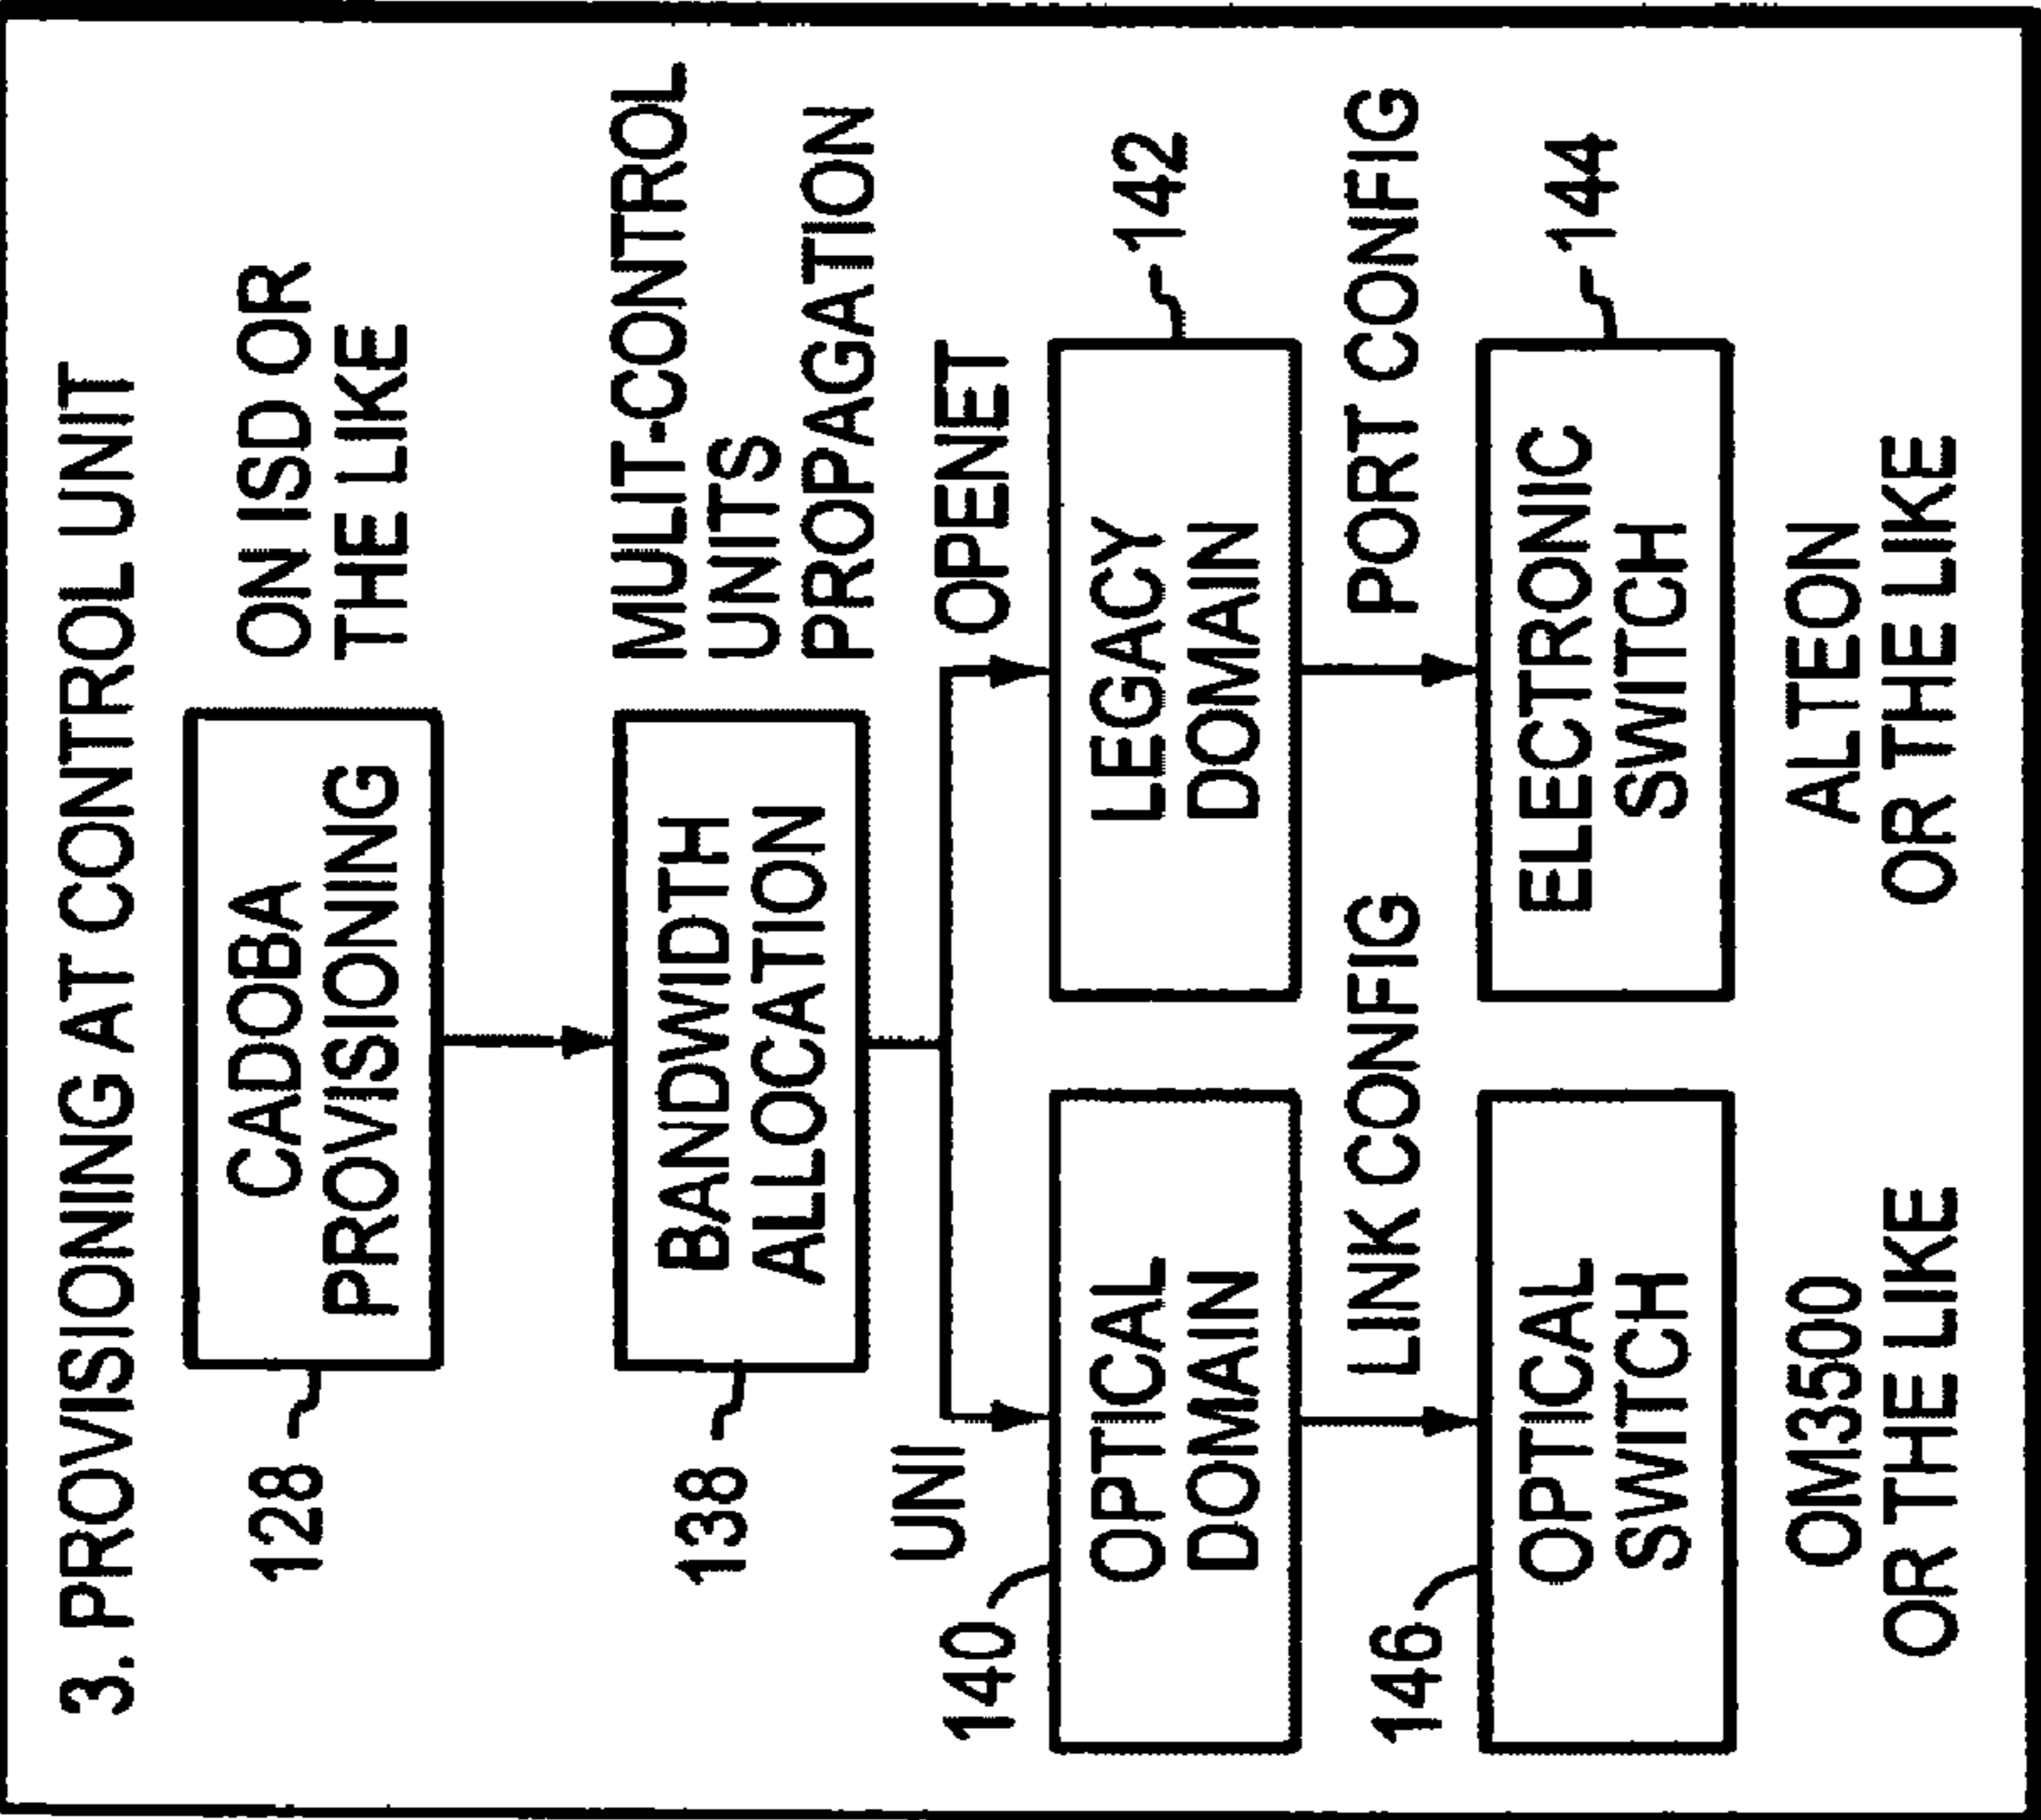 3. PROVISIONING AT CONTROL UNIT
128
CADOBA
PROVISIONING
ON ISD OR
THE LIKE
138
BANDWIDTH
ALLOCATION
MULIT-CONTROL
UNITS
PROPAGATION
UNI
OPENET
140
OPTICAL
DOMAIN
LEGACY
DOMAIN
142
LINK CONFIG
PORT CONFIG
146
OPTICAL
SWITCH
ELECTRONIC
SWITCH
144
OM3500
OR THE LIKE
ALTEON
OR THE LIKE